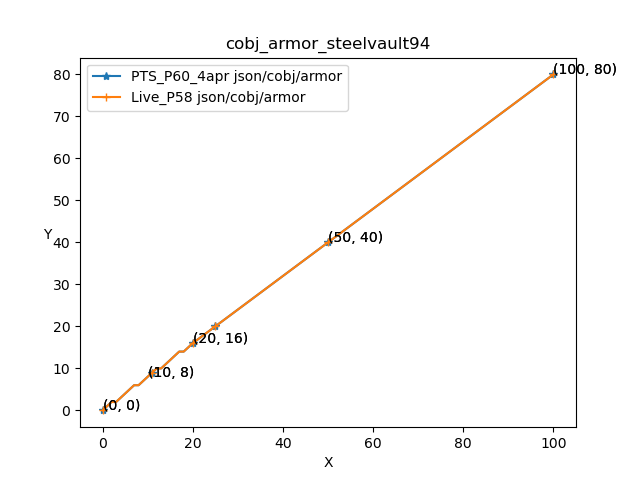 cobj_armor_steelvault94
PTS_P60_4apr json/cobj/armor
Live_P58 json/cobj/armor
(100, 80)
(50, 40)
(20, 16)
(10, 8)
(0, 0)
Y
80
70
60
50
40
30
20
10
0
0 20 40 60 80 100
X